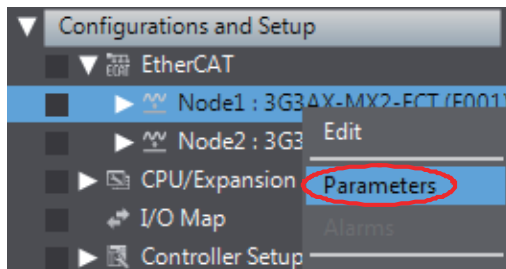 Configurations and Setup
EtherCAT
Node1 : 3G3AX-MX2-ECT (E001)
Edit
Node2 : 3G3
CPU/Expansion
Parameters
I/O Map
Alarms
Controller Setup